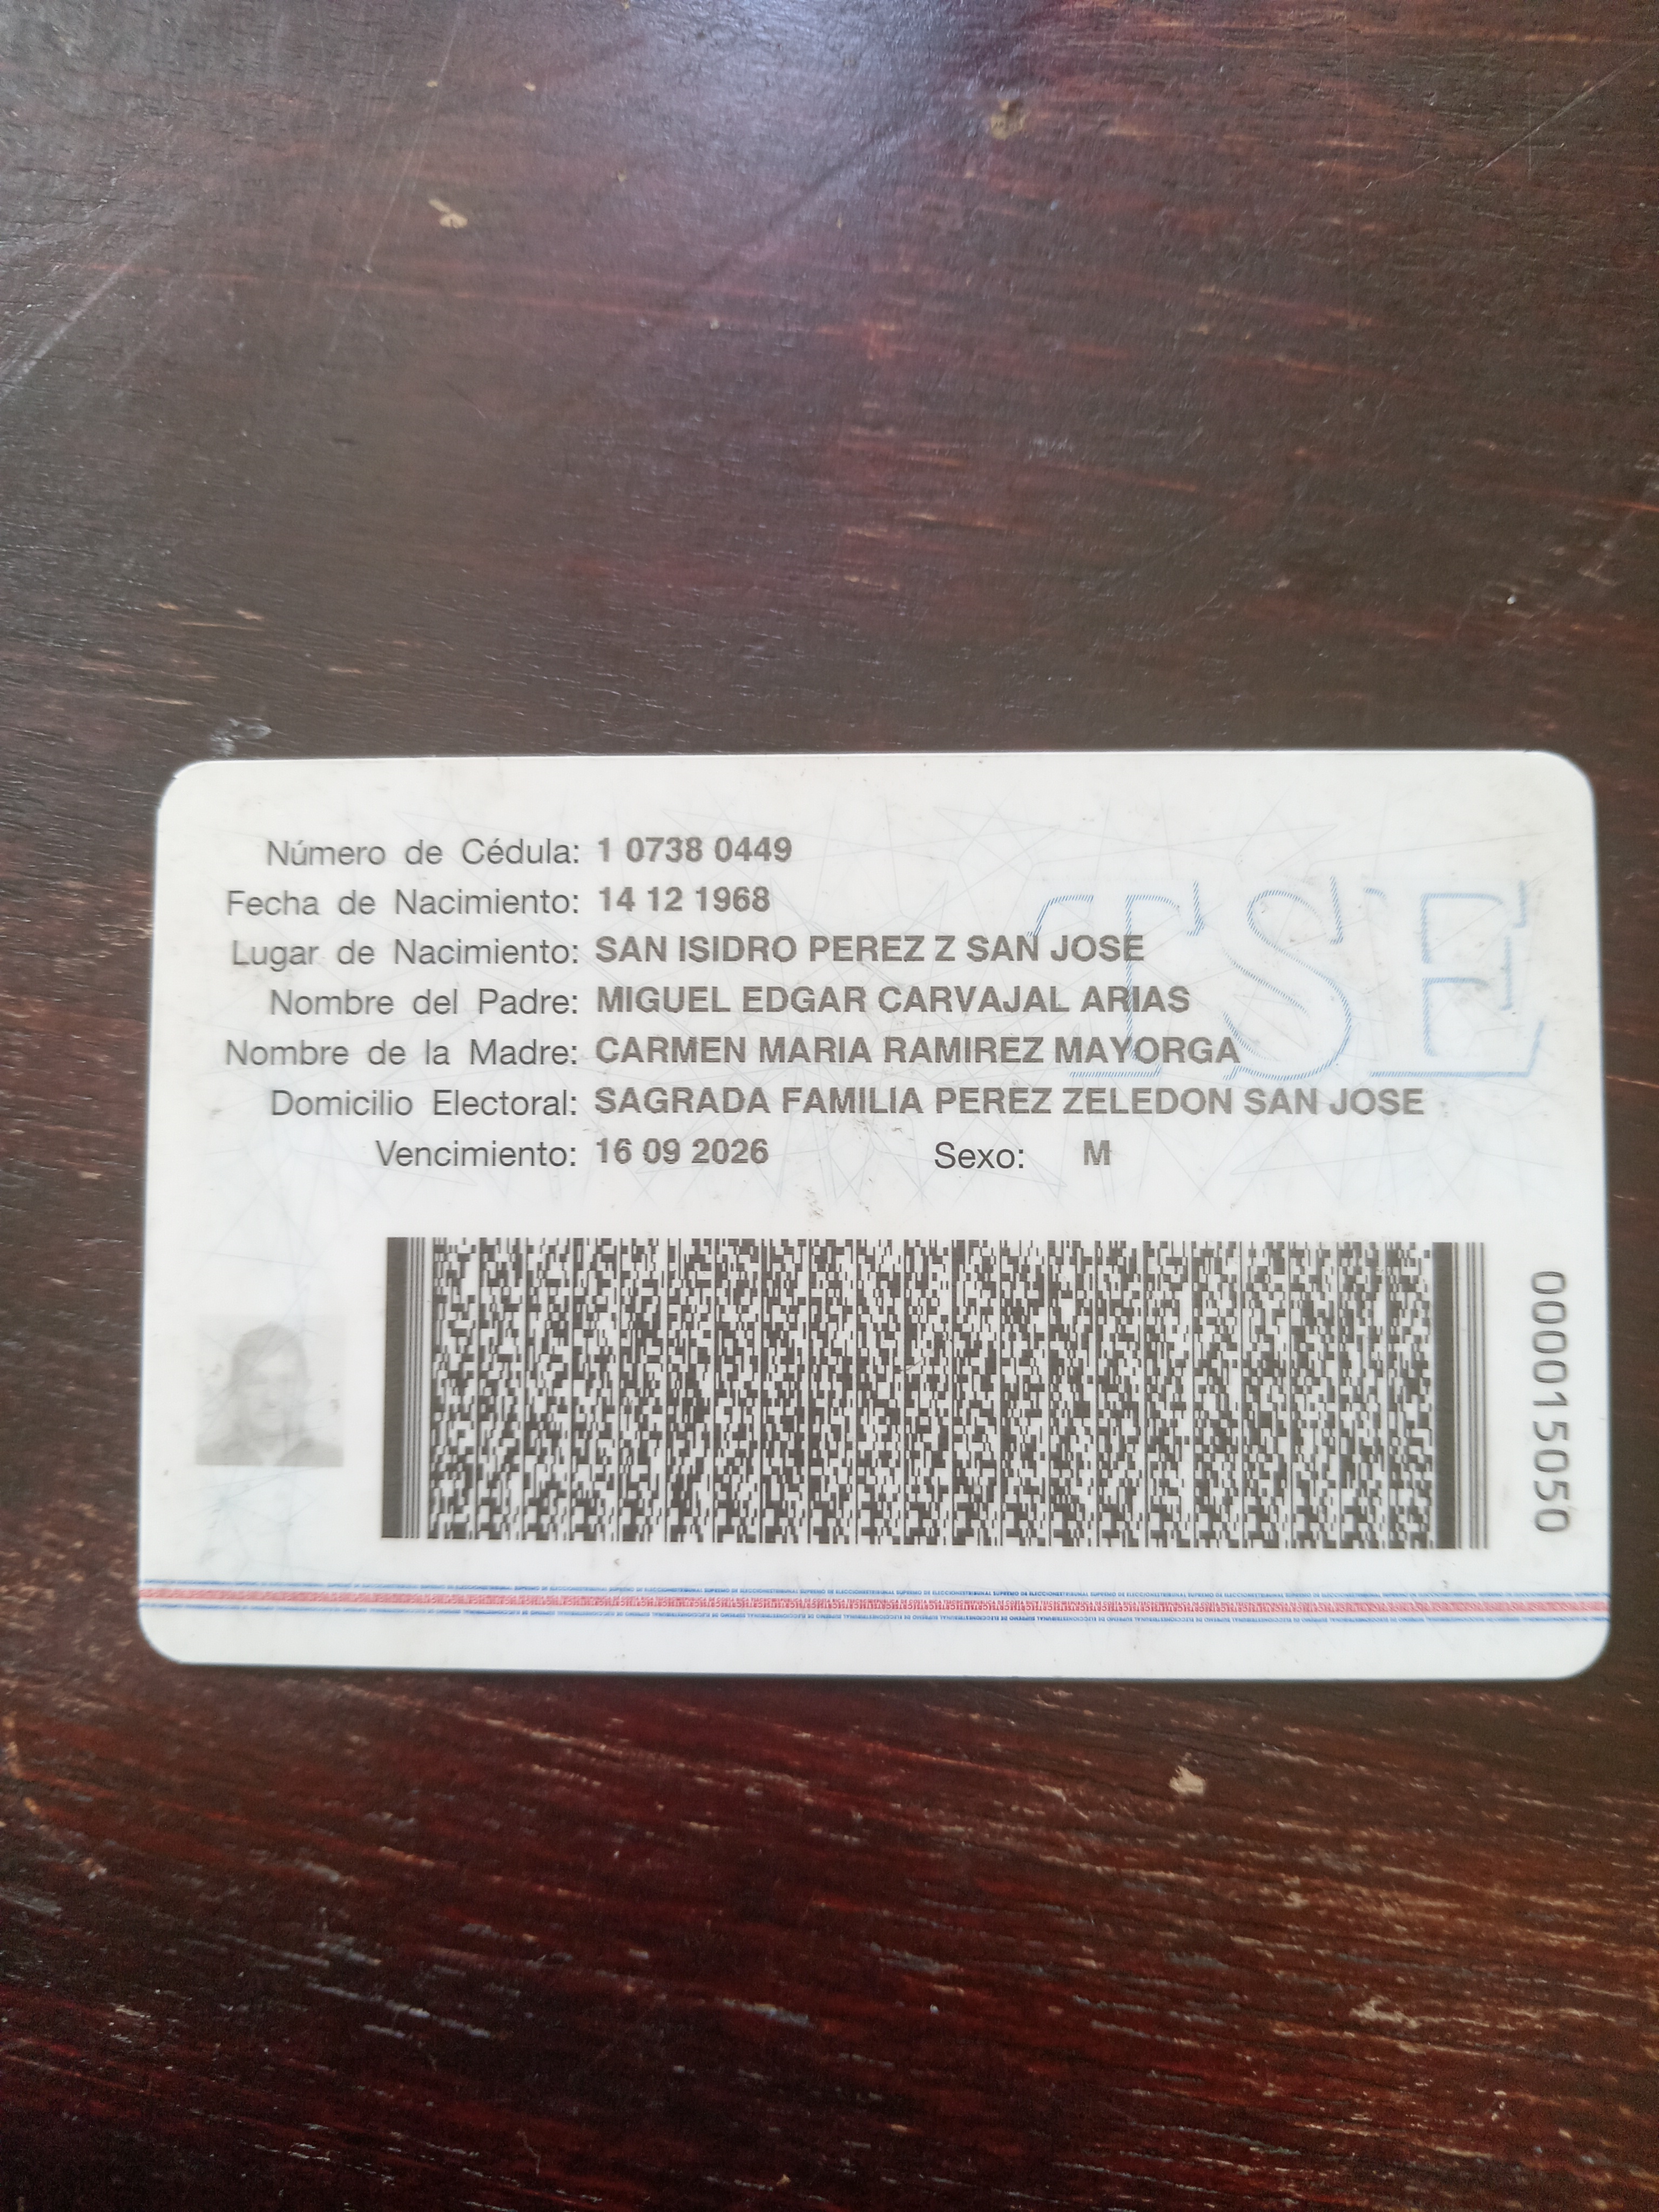 Número de Cédula: 1 0738 0449
Fecha de Nacimiento: 14 12 1968
Lugar de Nacimiento: SAN ISIDRO PEREZ Z SAN JOSE
Nombre del Padre: MIGUEL EDGAR CARVAJAL ARIAS
Nombre de la Madre: CARMEN MARIA RAMIREZ MAYORGA
Domicilio Electoral: SAGRADA FAMILIA PEREZ ZELEDON SAN JOSE
Vencimiento: 16 09 2026 Sexo: M
TSE
000015050